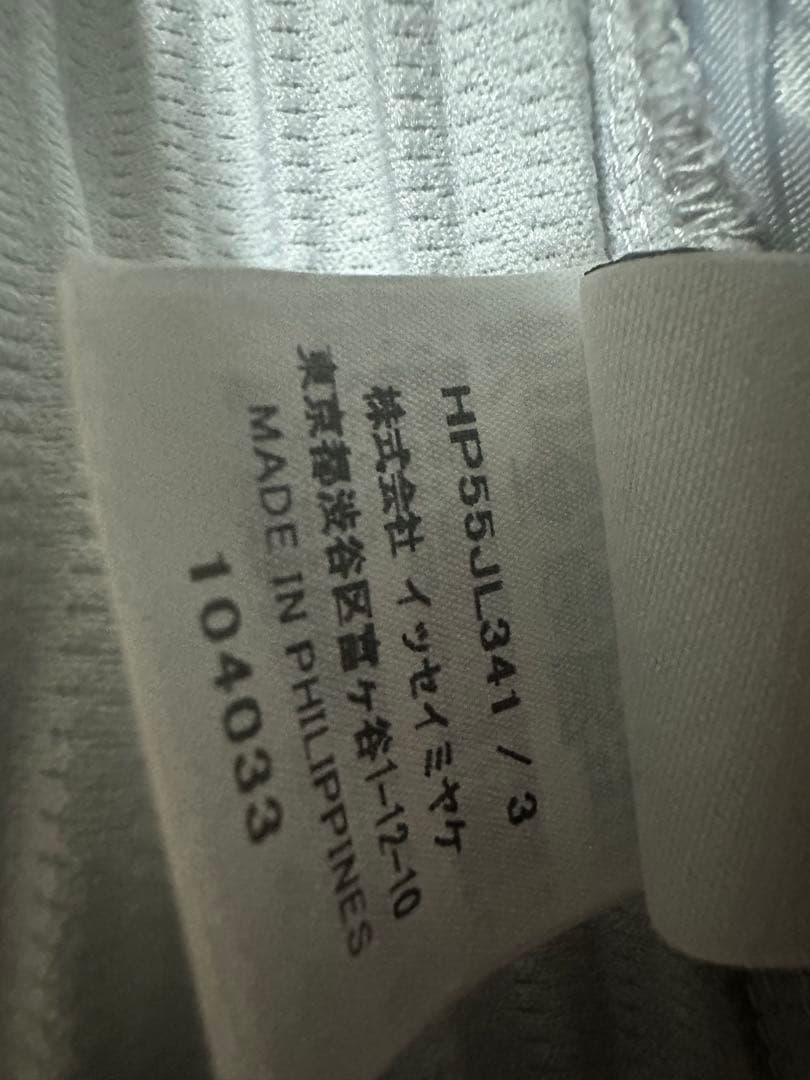 HP55JL341 / 3
株式会社 イッセイミヤケ
東京都渋谷区富ケ谷1-12-10
MADE IN PHILIPPINES
104033